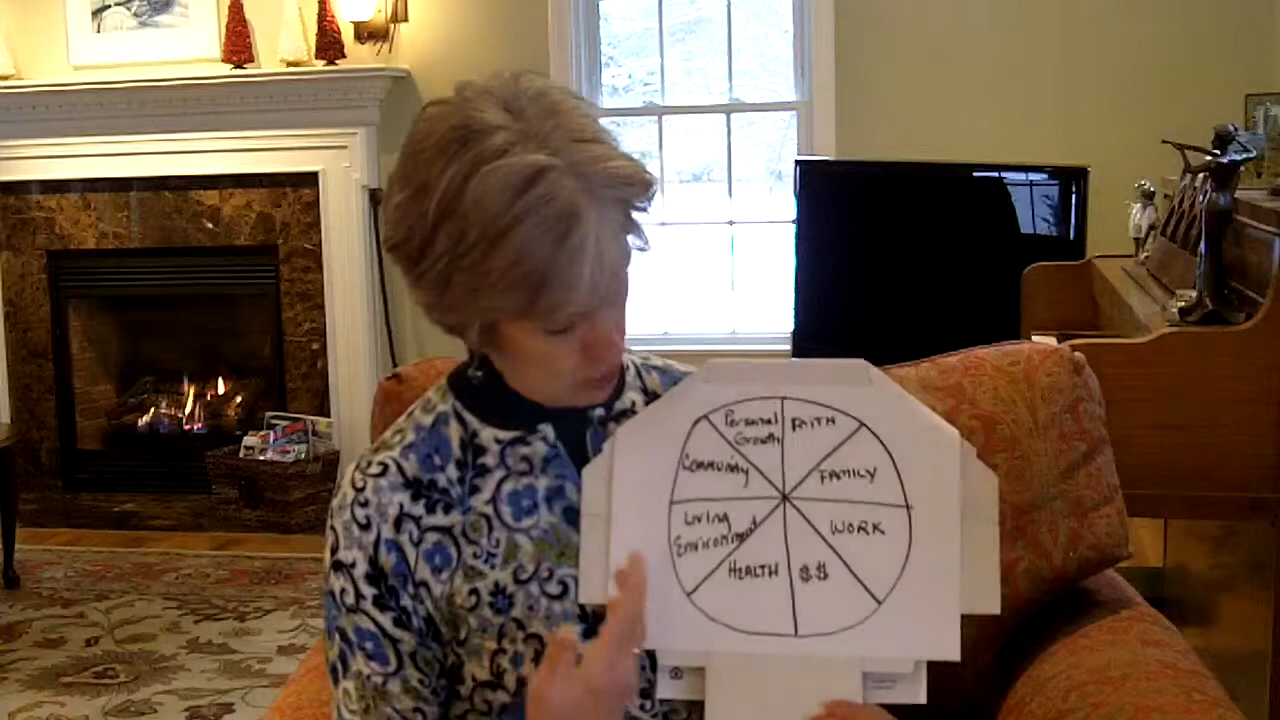 Personal
Growth
FAITH
FAMILY
WORK
$$
HEALTH
Living
Environment
Community